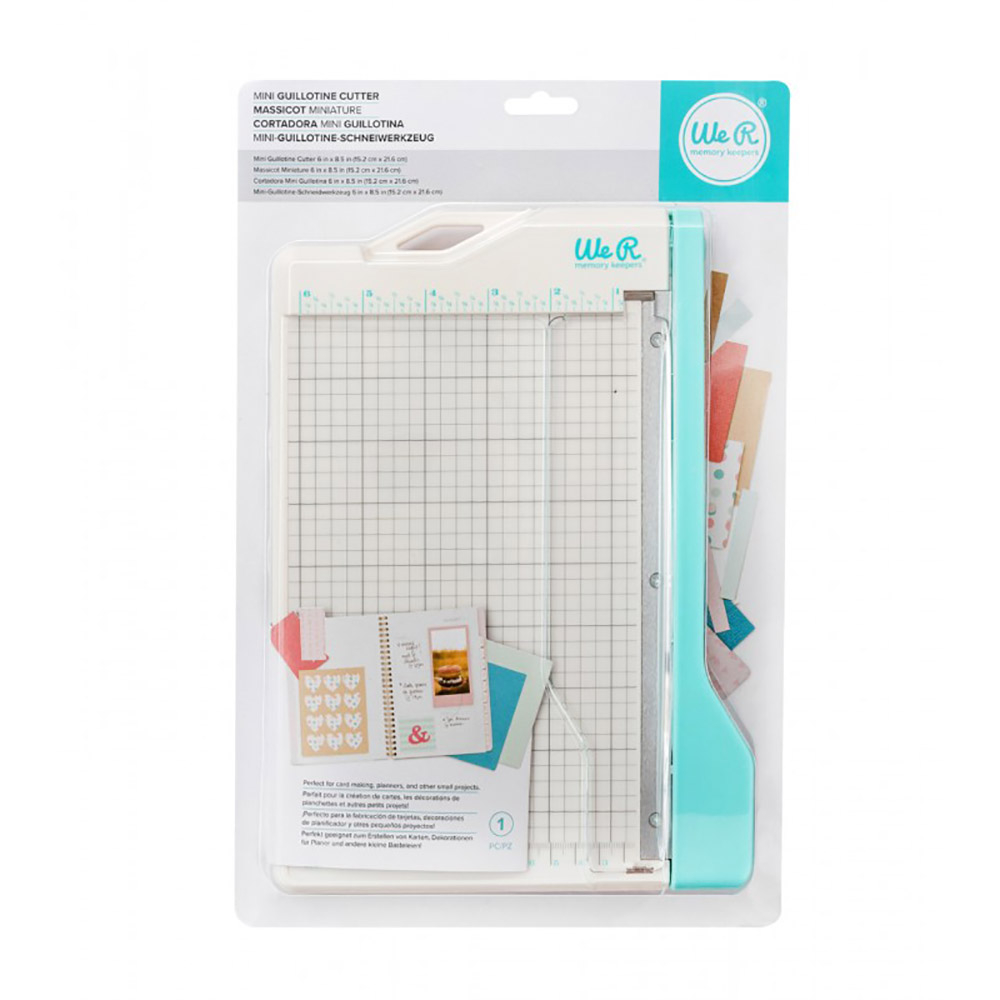 MINI GUILLOTINE CUTTER
MASSICOT MINIATURE
CORTADORA MINI GUILLOTINA
MINI-GUILLOTINE-SCHNEIWERKZEUG
Mini Guillotine Cutter 6 in x 8.5 in (15.2 cm x 21.6 cm)
Massicot Miniature 6 in x 8.5 in (15.2 cm x 21.6 cm)
Cortadora Mini Guillotina 6 in x 8.5 in (15.2 cm x 21.6 cm)
Mini-Guillotine-Schneidwerkzeug 6 in x 8.5 in (15.2 cm x 21.6 cm)
We R ®
memory keepers
We R
memory keepers®
6 5 4 3 2 1
&
Perfect for card making, planners, and other small projects.
Parfait pour la création de cartes, les décorations de
planchettes et autres petits projets!
¡Perfecto para la fabricación de tarjetas, decoraciones
de planificador y otros pequeños proyectos!
Perfekt geeignet zum Erstellen von Karten, Dekorationen
für Planer und andere kleine Basteleien!
1
PC/PZ